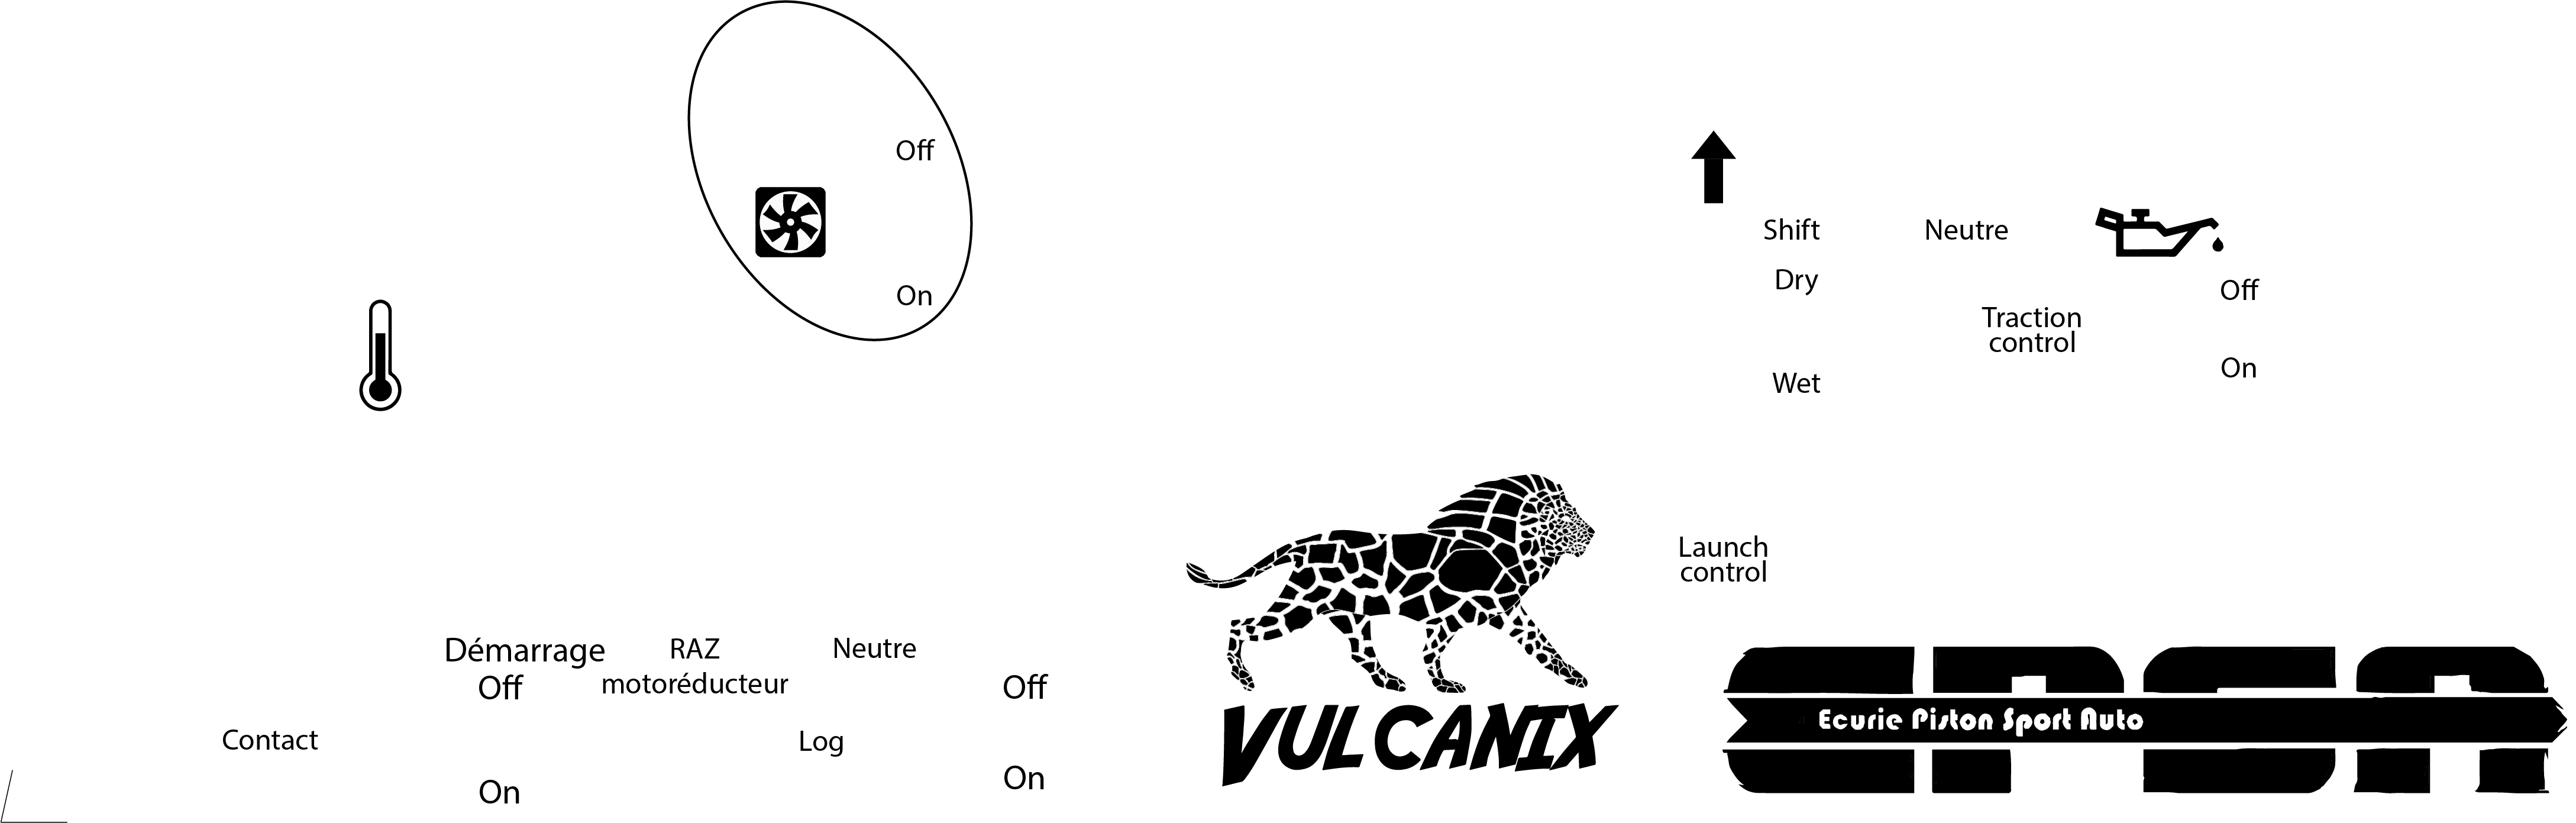 Off
On
Shift
Neutre
Dry
Off
Traction
control
On
Wet
Launch
control
Démarrage
RAZ
Neutre
Off
motoréducteur
Off
Contact
Log
On
On
VULCANIX
EPSA
Ecurie Piston Sport Auto